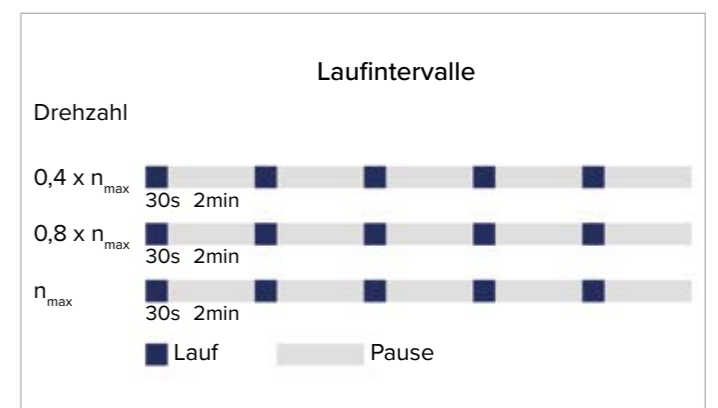 Laufintervalle
Drehzahl
0,4 x nmax
30s 2min
0,8 x nmax
30s 2min
nmax
30s 2min
Lauf Pause